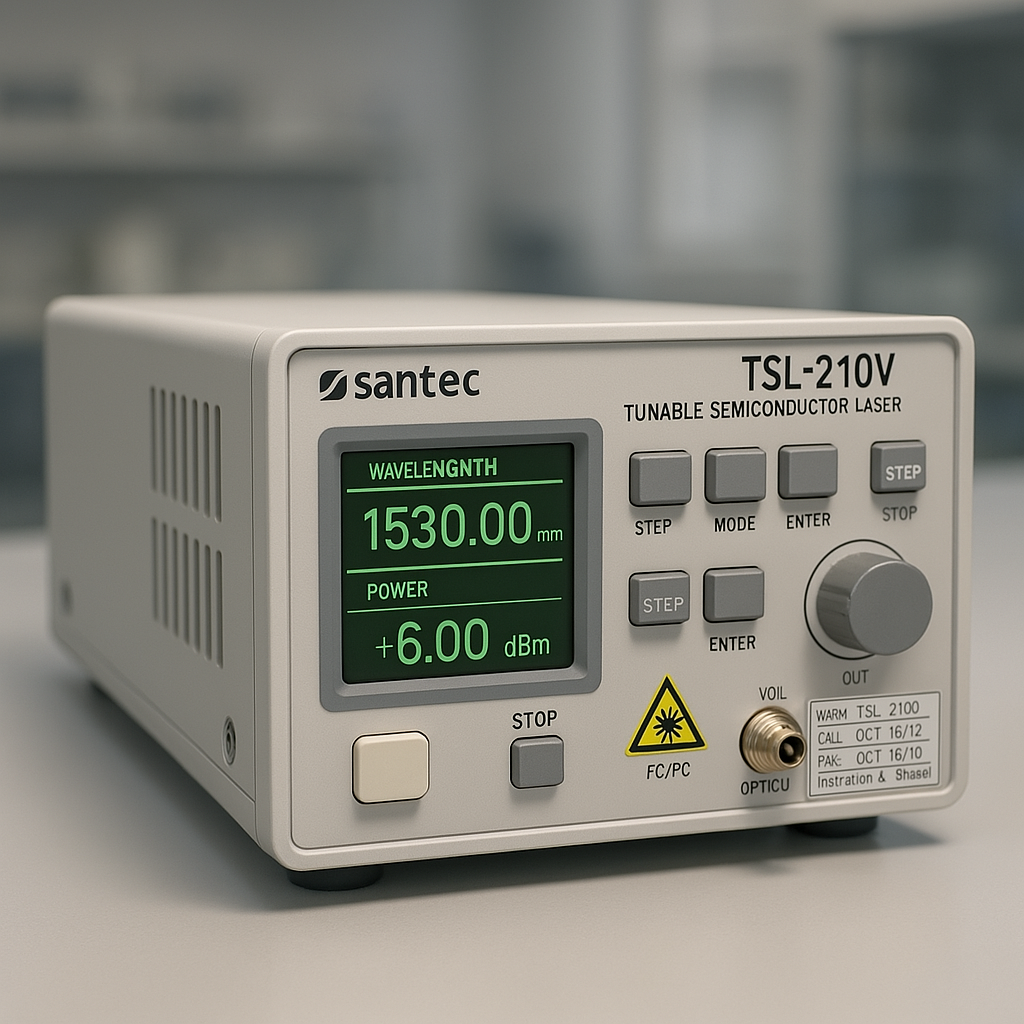 santec
TSL-210V
TUNABLE SEMICONDUCTOR LASER
WAVELENGNTH
1530.00 mm
POWER
+6.00 dBm
STEP
MODE
ENTER
STEP
STOP
STEP
ENTER
OUT
STOP
FC/PC
VOIL
OPTICU
WARM TSL 2100
CALL OCT 16/12
PAK: OCT 16/10
Instration & Shasel